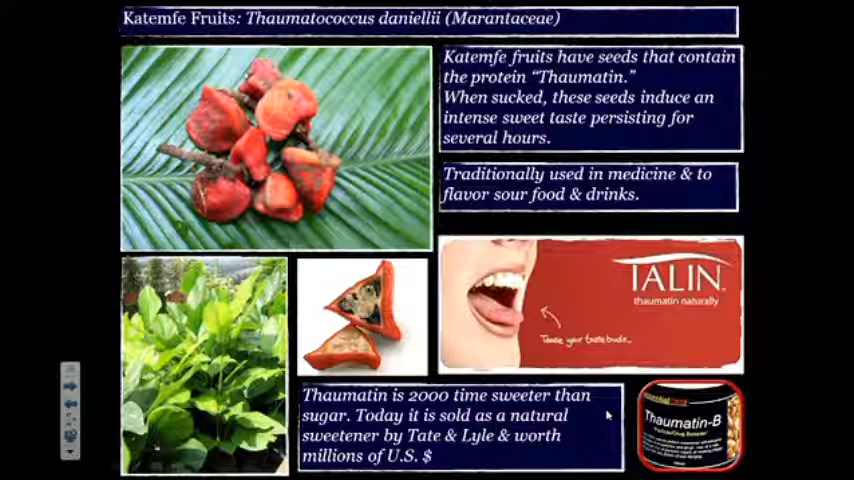 Katemfe Fruits: Thaumatococcus daniellii (Marantaceae)
Katemfe fruits have seeds that contain
the protein “Thaumatin.”
When sucked, these seeds induce an
intense sweet taste persisting for
several hours.
Traditionally used in medicine & to
flavor sour food & drinks.
TALIN
thaumatin naturally
Tease your taste buds...
Thaumatin is 2000 time sweeter than
sugar. Today it is sold as a natural
sweetener by Tate & Lyle & worth
millions of U.S. $
Thaumatin-B